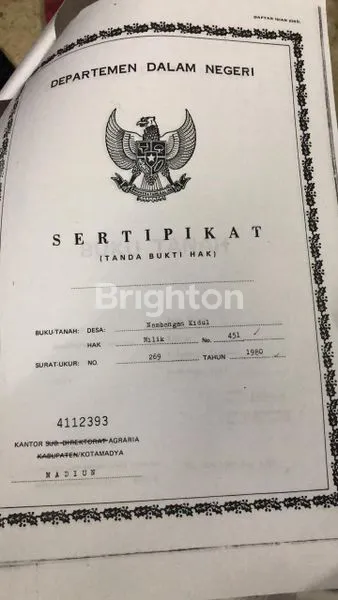 DEPARTEMEN DALAM NEGERI
SERTIPIKAT
(TANDA BUKTI HAK)
Brighton
BUKU TANAH: DESA: Nambangan Kidul
HAK Milik No. 451
SURAT-UKUR: NO. 269 TAHUN 1980
4112393
KANTOR SUB. DIREKTORAT AGRARIA
KABUPATEN/KOTAMADYA
MADIUN